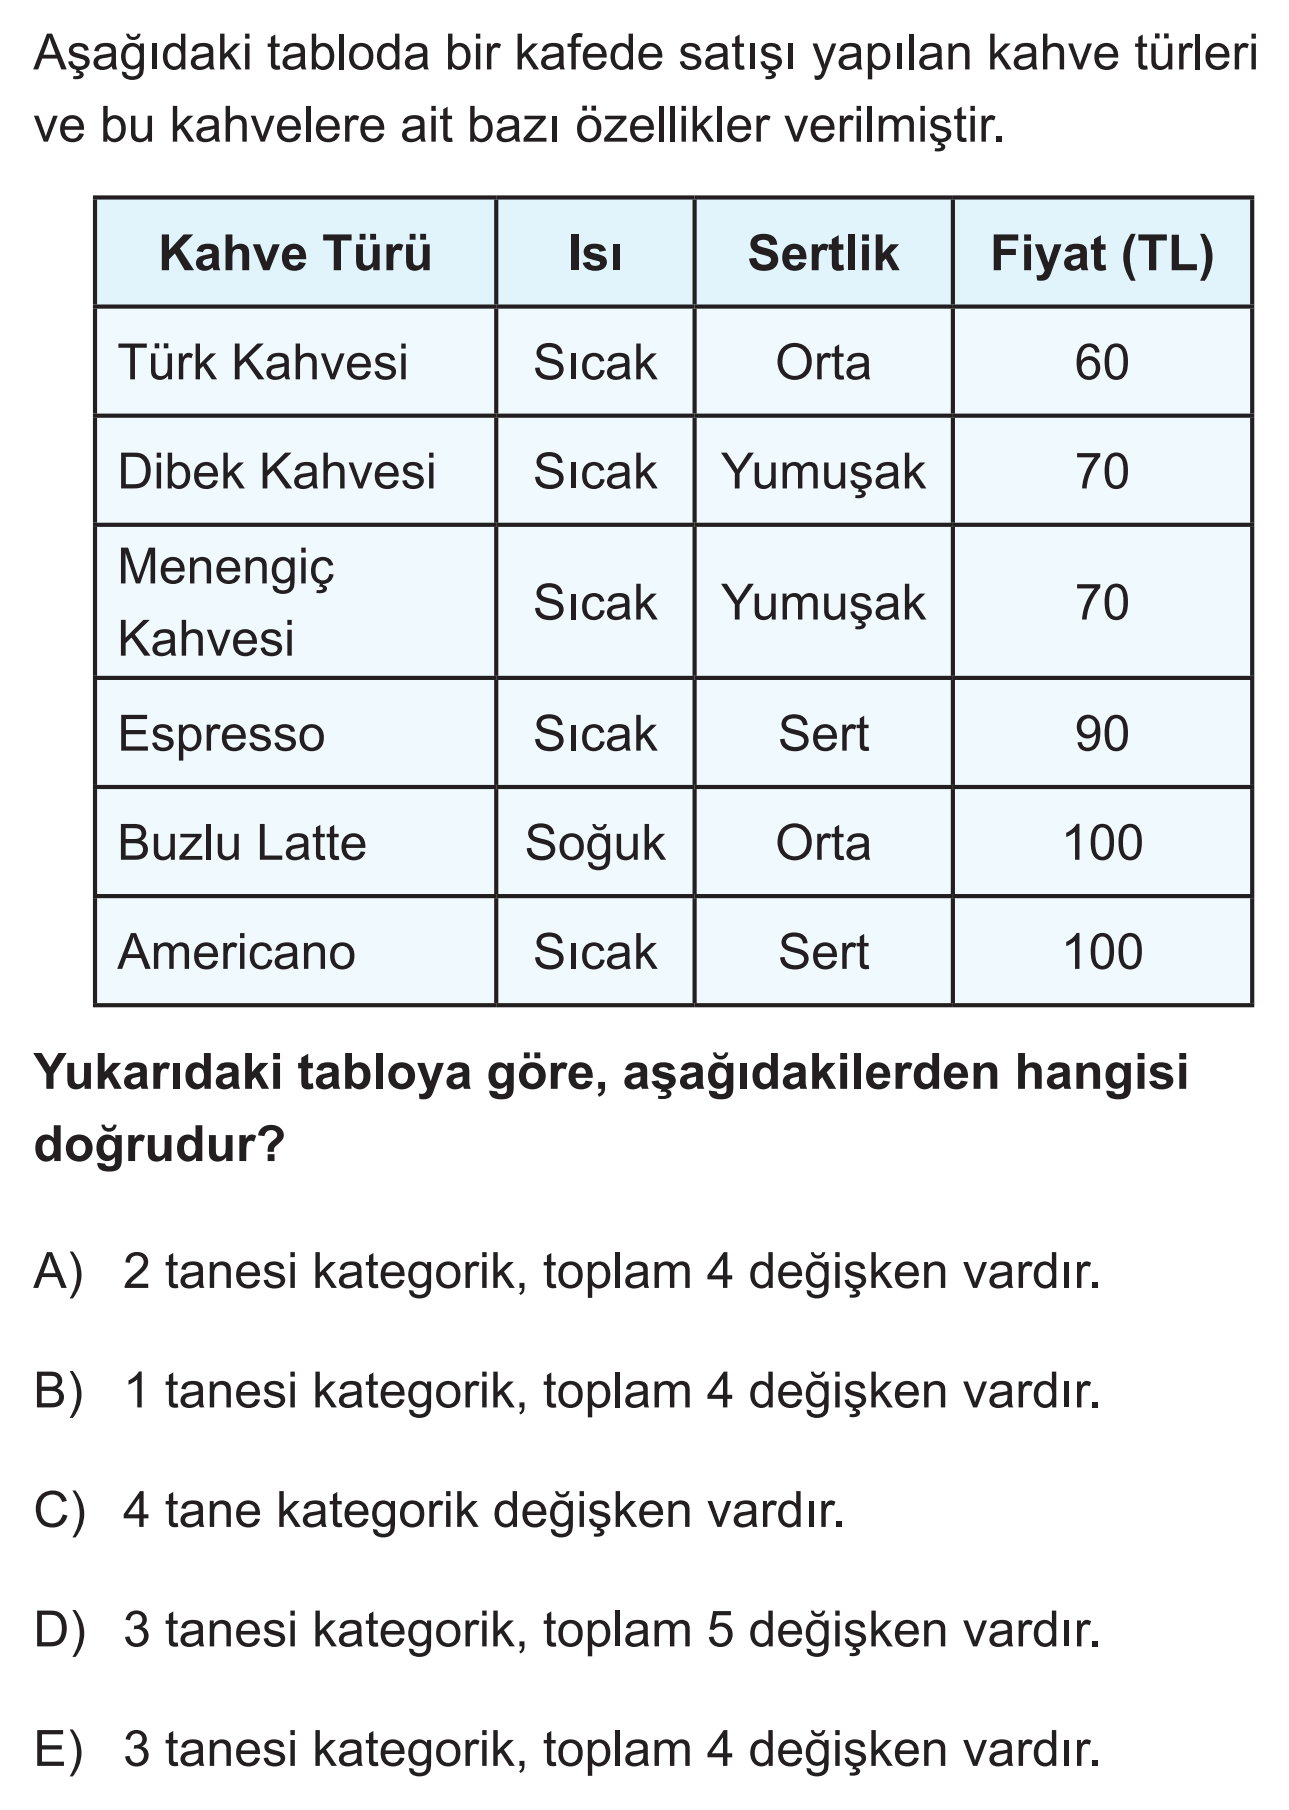 Aşağıdaki tabloda bir kafede satışı yapılan kahve türleri
ve bu kahvelere ait bazı özellikler verilmiştir.
Kahve Türü Isı Sertlik Fiyat (TL)
Türk Kahvesi Sıcak Orta 60
Dibek Kahvesi Sıcak Yumuşak 70
Menengiç
Kahvesi Sıcak Yumuşak 70
Espresso Sıcak Sert 90
Buzlu Latte Soğuk Orta 100
Americano Sıcak Sert 100
Yukarıdaki tabloya göre, aşağıdakilerden hangisi
doğrudur?
A) 2 tanesi kategorik, toplam 4 değişken vardır.
B) 1 tanesi kategorik, toplam 4 değişken vardır.
C) 4 tane kategorik değişken vardır.
D) 3 tanesi kategorik, toplam 5 değişken vardır.
E) 3 tanesi kategorik, toplam 4 değişken vardır.